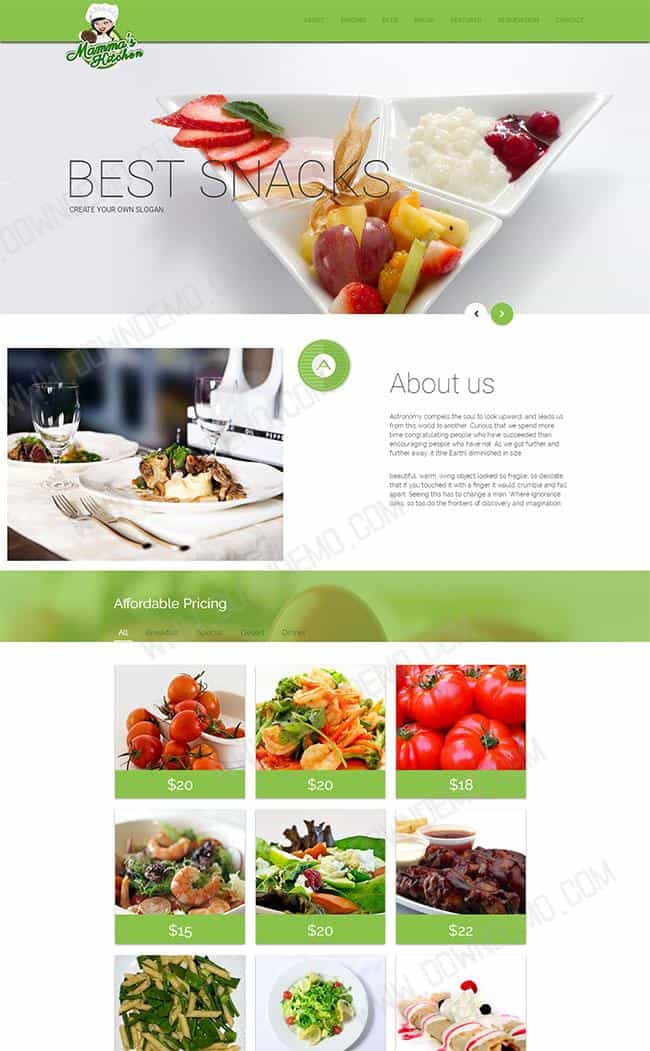 Mamma's
Kitchen
ABOUT PRICING BEER BREAD FEATURED RESERVATION CONTACT
BEST SNACKS
CREATE YOUR OWN SLOGAN
A
About us
Astronomy compels the soul to look upward, and leads us
from this world to another. Curious that we spend more
time congratulating people who have succeeded than
encouraging people who have not. As we got further and
further away, it [the Earth] diminished in size.
beautiful, warm, living object looked so fragile, so delicate,
that if you touched it with a finger it would crumble and fall
apart. Seeing this has to change a man. Where ignorance
lurks, so too do the frontiers of discovery and imagination.
Affordable Pricing
All Breakfast Special Desert Dinner
$20 $20 $18
$15 $20 $22
WWW.DOWNDEMO.COM